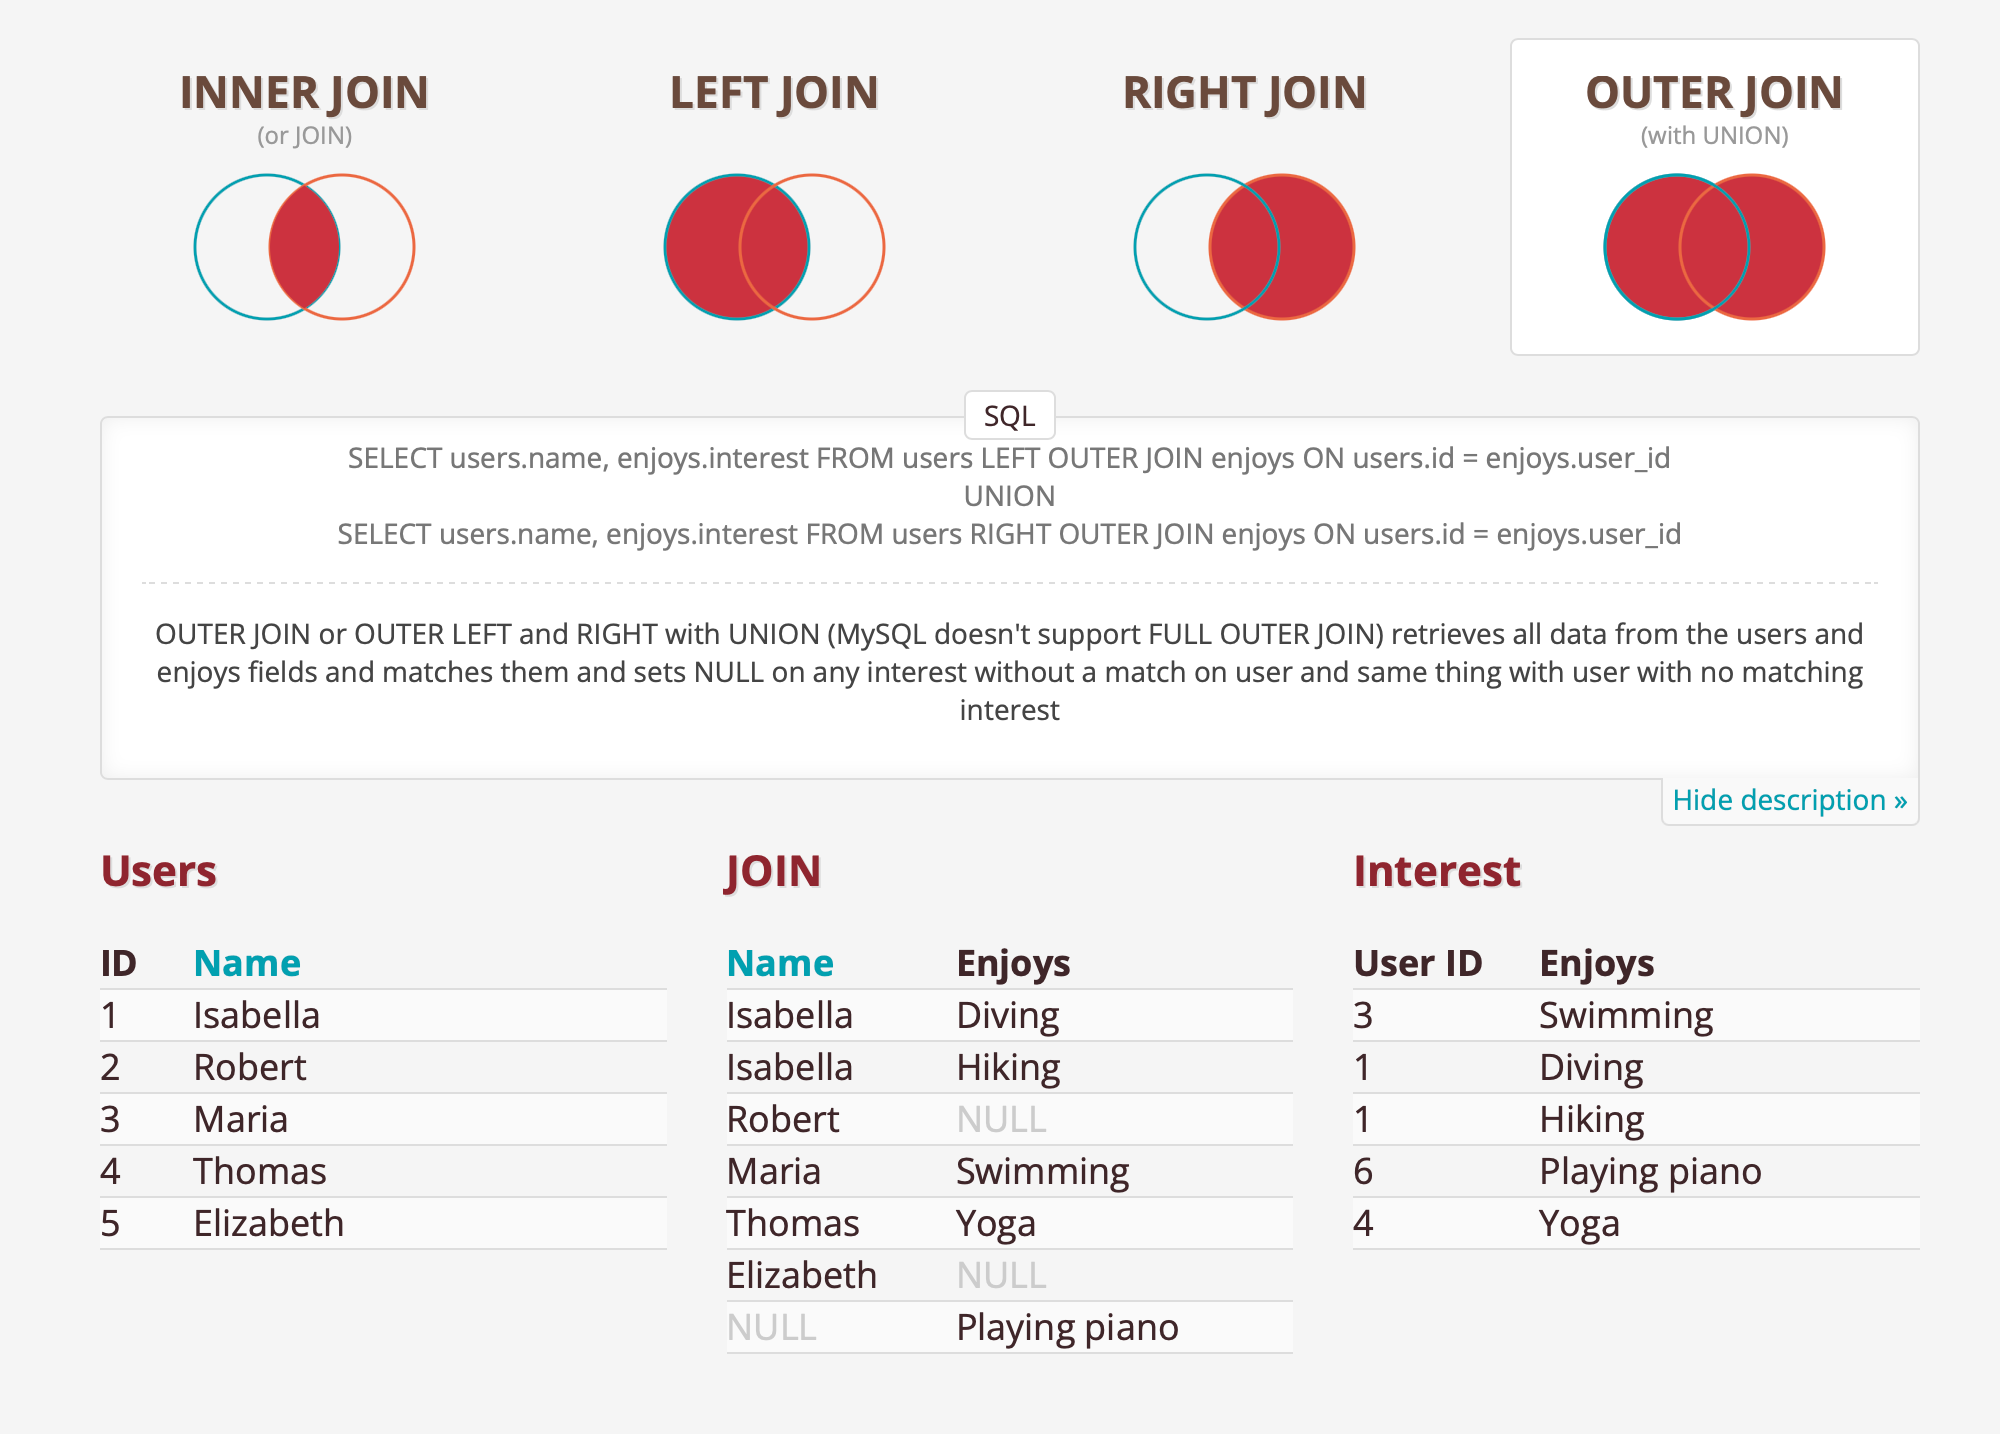 INNER JOIN
(or JOIN)
LEFT JOIN
RIGHT JOIN
OUTER JOIN
(with UNION)
SQL
SELECT users.name, enjoys.interest FROM users LEFT OUTER JOIN enjoys ON users.id = enjoys.user_id
UNION
SELECT users.name, enjoys.interest FROM users RIGHT OUTER JOIN enjoys ON users.id = enjoys.user_id
OUTER JOIN or OUTER LEFT and RIGHT with UNION (MySQL doesn't support FULL OUTER JOIN) retrieves all data from the users and
enjoys fields and matches them and sets NULL on any interest without a match on user and same thing with user with no matching
interest
Hide description »
Users
ID Name
1 Isabella
2 Robert
3 Maria
4 Thomas
5 Elizabeth
JOIN
Name Enjoys
Isabella Diving
Isabella Hiking
Robert NULL
Maria Swimming
Thomas Yoga
Elizabeth NULL
NULL Playing piano
Interest
User ID Enjoys
3 Swimming
1 Diving
1 Hiking
6 Playing piano
4 Yoga